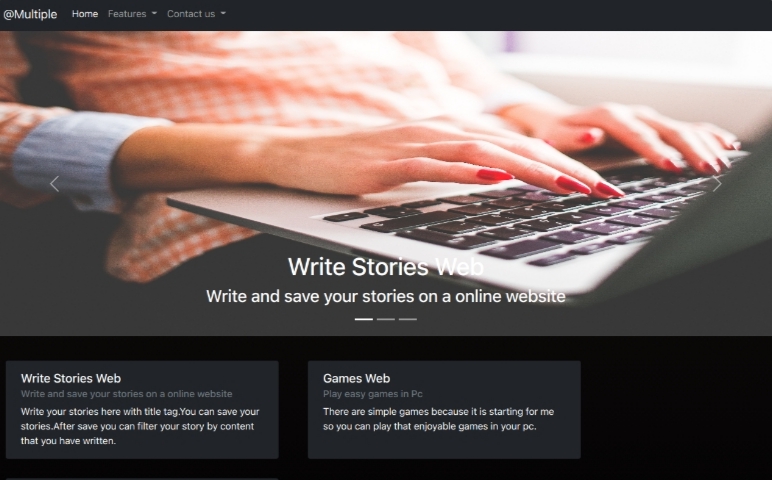 @Multiple Home Features Contact us
Write Stories Web
Write and save your stories on a online website
Write Stories Web
Write and save your stories on a online website
Write your stories here with title tag.You can save your
stories.After save you can filter your story by content
that you have written.
Games Web
Play easy games in Pc
There are simple games because it is starting for me
so you can play that enjoyable games in your pc.